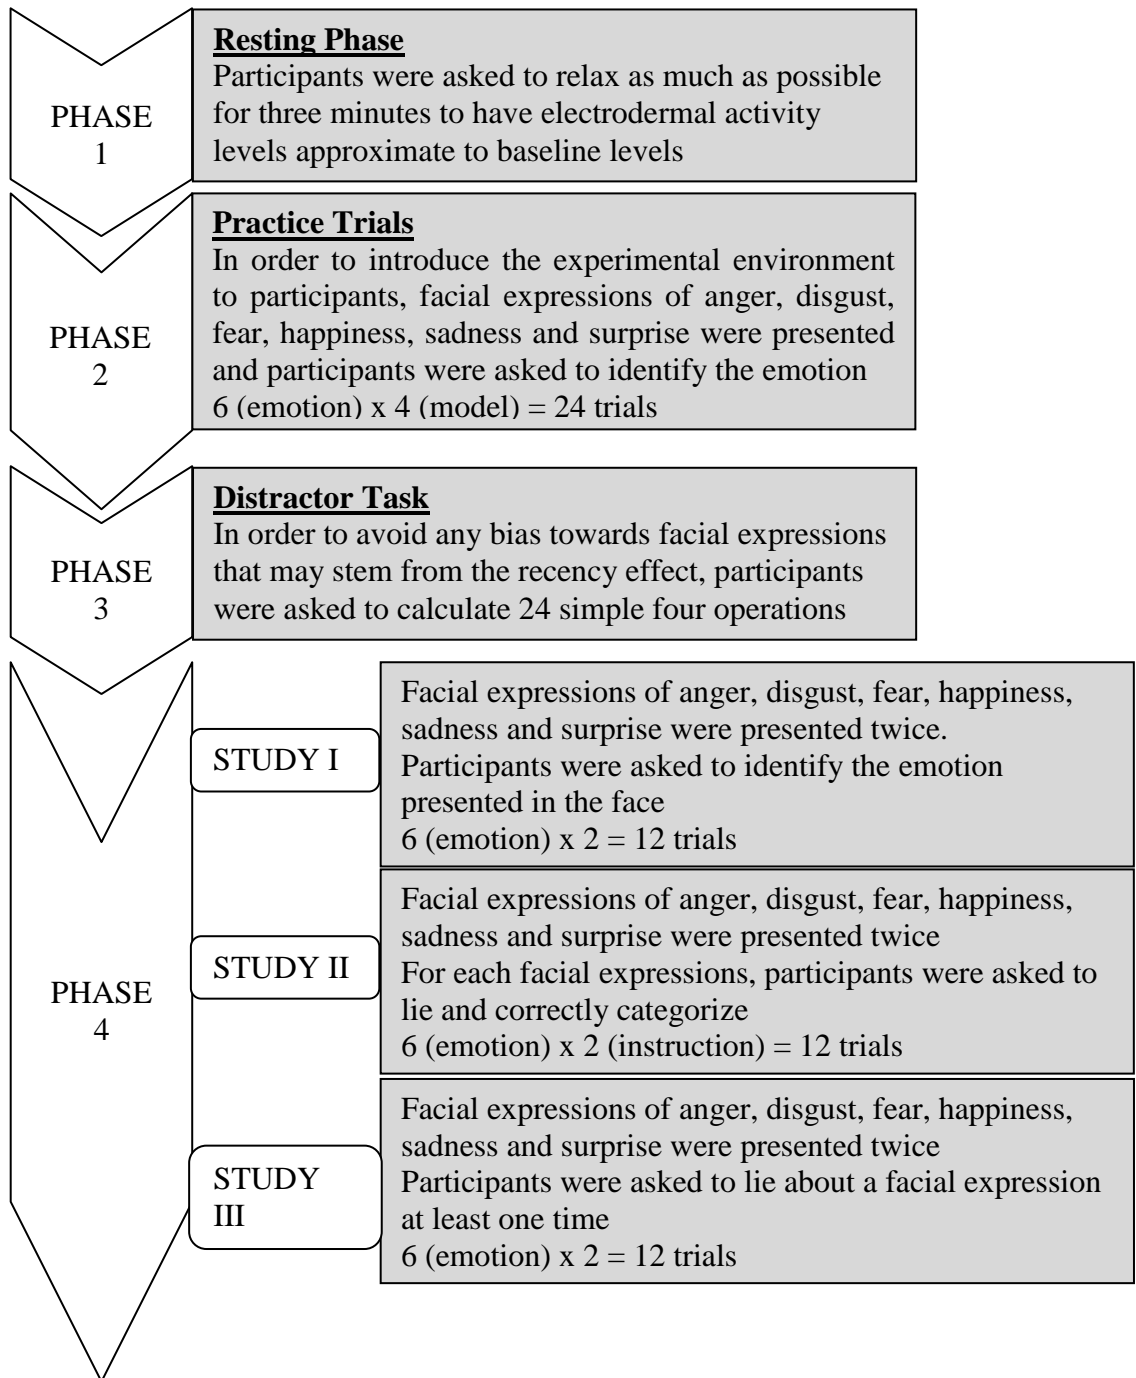 PHASE
1
Resting Phase
Participants were asked to relax as much as possible
for three minutes to have electrodermal activity
levels approximate to baseline levels
PHASE
2
Practice Trials
In order to introduce the experimental environment
to participants, facial expressions of anger, disgust,
fear, happiness, sadness and surprise were presented
and participants were asked to identify the emotion
6 (emotion) x 4 (model) = 24 trials
PHASE
3
Distractor Task
In order to avoid any bias towards facial expressions
that may stem from the recency effect, participants
were asked to calculate 24 simple four operations
PHASE
4
STUDY I
Facial expressions of anger, disgust, fear, happiness,
sadness and surprise were presented twice.
Participants were asked to identify the emotion
presented in the face
6 (emotion) x 2 = 12 trials
STUDY II
Facial expressions of anger, disgust, fear, happiness,
sadness and surprise were presented twice
For each facial expressions, participants were asked to
lie and correctly categorize
6 (emotion) x 2 (instruction) = 12 trials
STUDY
III
Facial expressions of anger, disgust, fear, happiness,
sadness and surprise were presented twice
Participants were asked to lie about a facial expression
at least one time
6 (emotion) x 2 = 12 trials